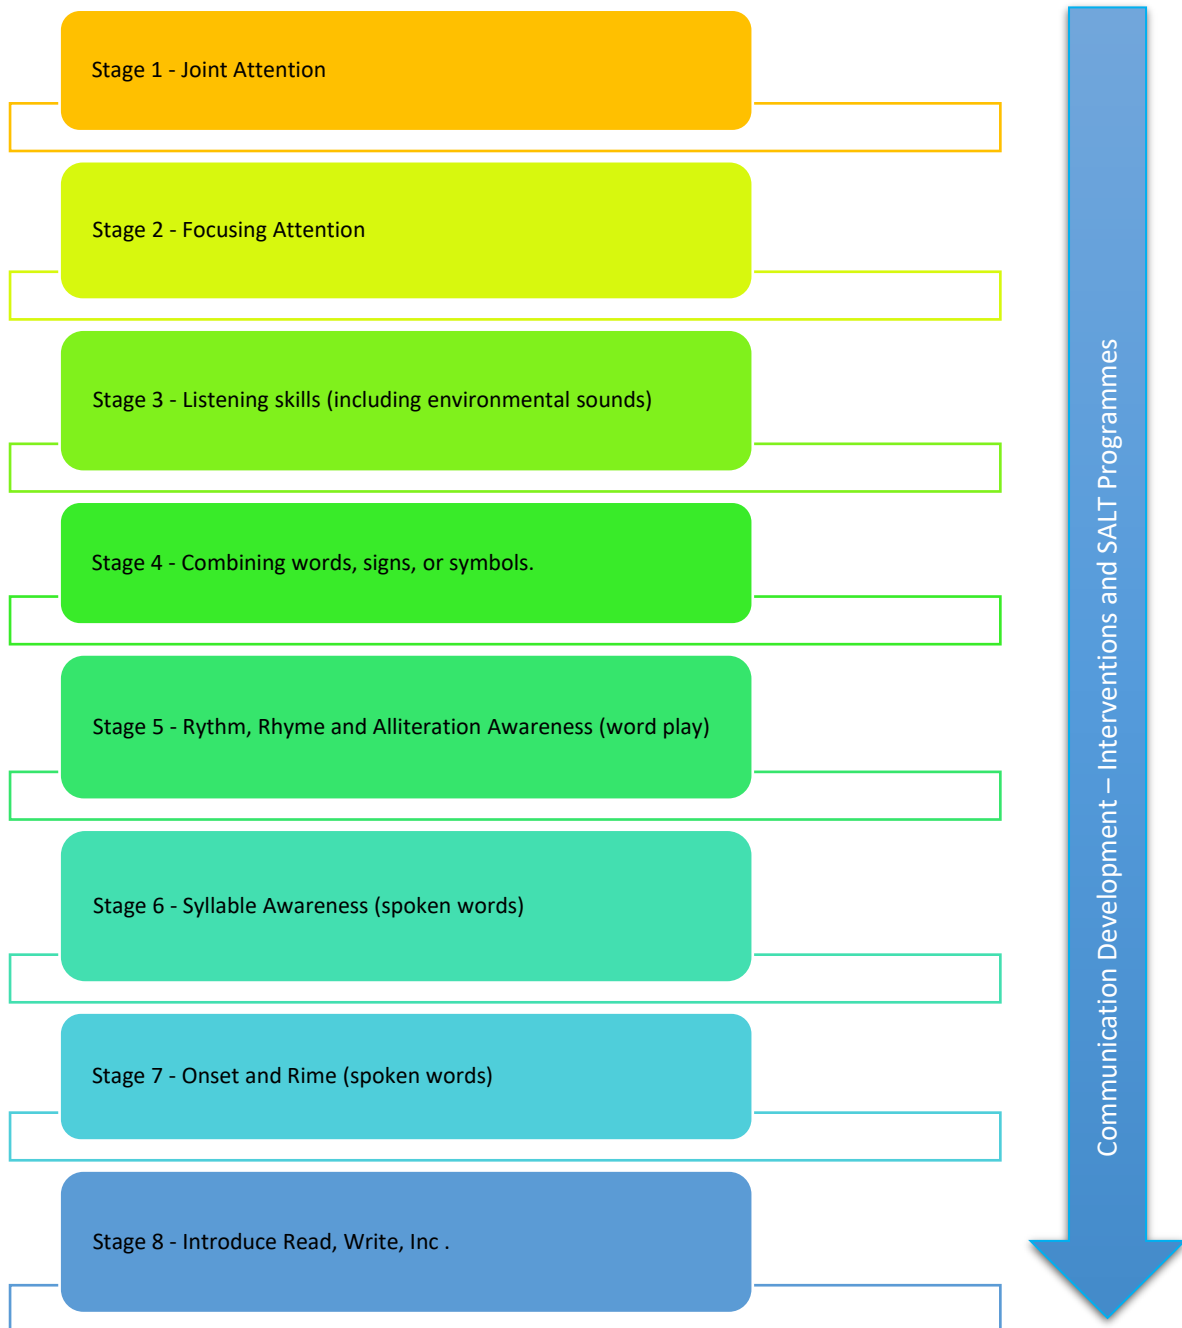 Stage 1 - Joint Attention
Stage 2 - Focusing Attention
Stage 3 - Listening skills (including environmental sounds)
Stage 4 - Combining words, signs, or symbols.
Stage 5 - Rythm, Rhyme and Alliteration Awareness (word play)
Stage 6 - Syllable Awareness (spoken words)
Stage 7 - Onset and Rime (spoken words)
Stage 8 - Introduce Read, Write, Inc .
Communication Development – Interventions and SALT Programmes